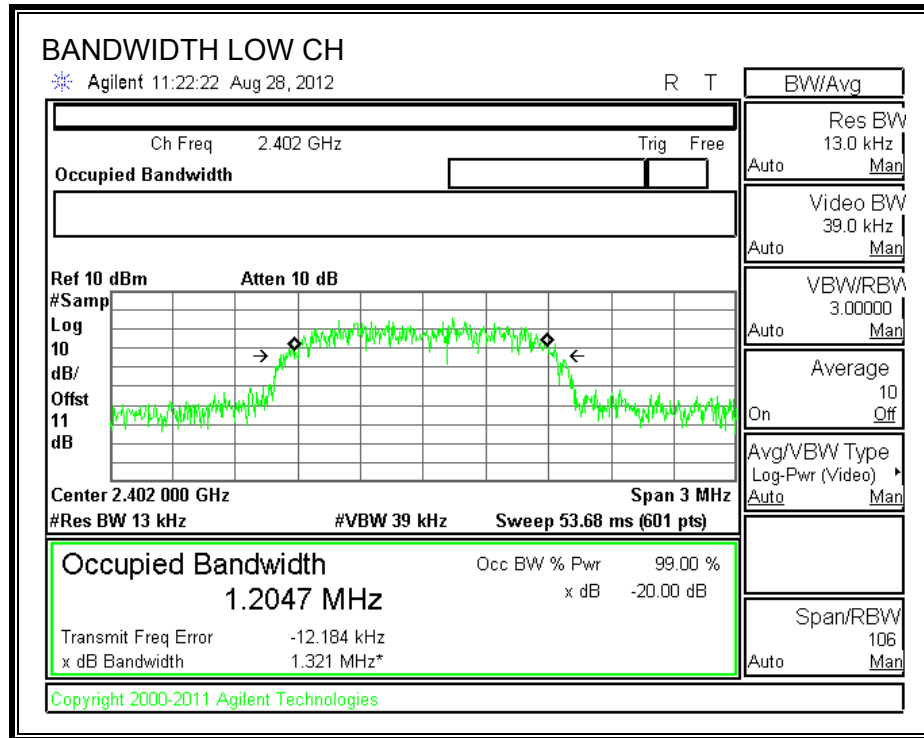 BANDWIDTH LOW CH
Agilent 11:22:22 Aug 28, 2012 R T
BW/Avg
Ch Freq 2.402 GHz Trig Free
Occupied Bandwidth
Ref 10 dBm Atten 10 dB
#Samp
Log
10
dB/
Offst
11
dB
Center 2.402 000 GHz Span 3 MHz
#Res BW 13 kHz #VBW 39 kHz Sweep 53.68 ms (601 pts)
Occupied Bandwidth
1.2047 MHz
Occ BW % Pwr 99.00 %
x dB -20.00 dB
Transmit Freq Error -12.184 kHz
x dB Bandwidth 1.321 MHz*
Res BW
13.0 kHz
Auto Man
Video BW
39.0 kHz
Auto Man
VBW/RBW
3.00000
Auto Man
Average
10
On Off
Avg/VBW Type
Log-Pwr (Video)
Auto Man
Span/RBW
106
Auto Man
Copyright 2000-2011 Agilent Technologies